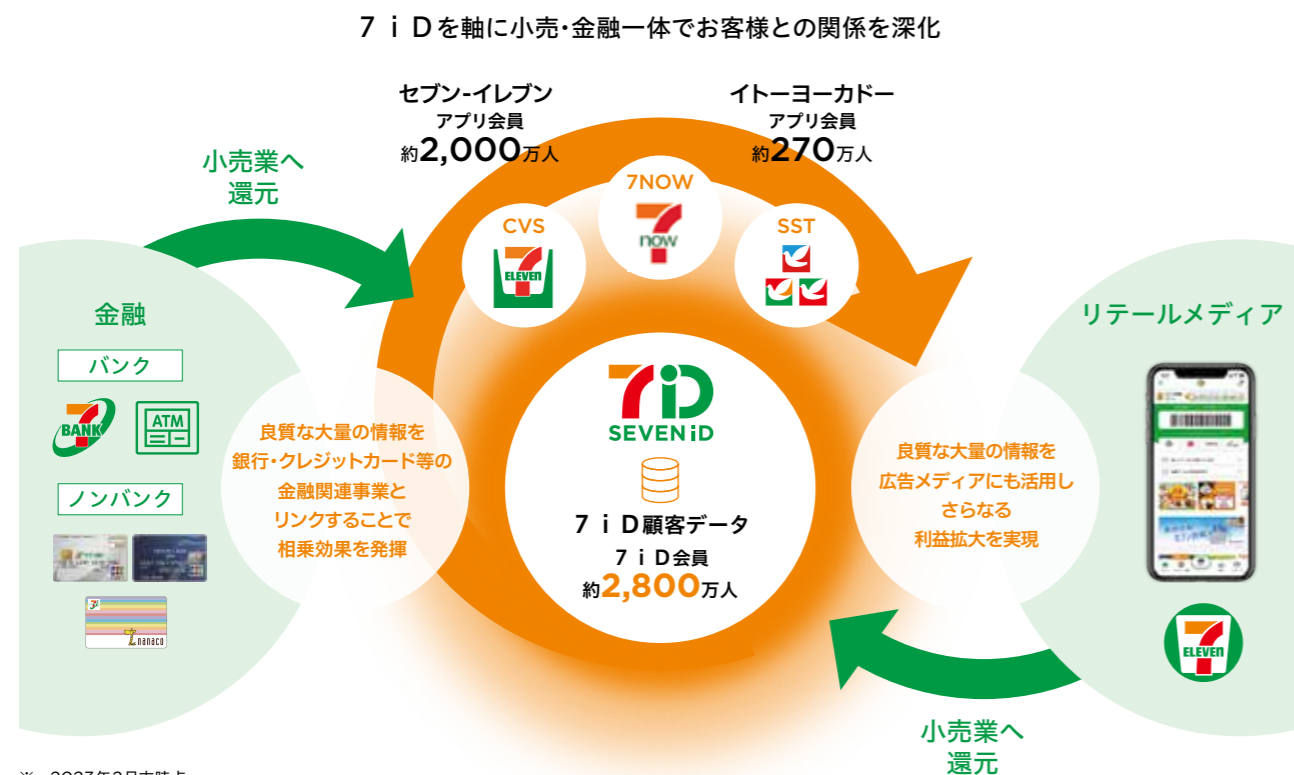 ７ｉＤを軸に小売・金融一体でお客様との関係を深化
セブン-イレブン
アプリ会員
約2,000万人
イトーヨーカドー
アプリ会員
約270万人
小売業へ
還元
7NOW
7
now
CVS
7
ELEVEN
SST
金融
バンク
7
BANK
ATM
ノンバンク
nanaco
良質な大量の情報を
銀行・クレジットカード等の
金融関連事業と
リンクすることで
相乗効果を発揮
7iD
SEVEN iD
７ｉＤ顧客データ
７ｉＤ会員
約2,800万人
リテールメディア
良質な大量の情報を
広告メディアにも活用し
さらなる
利益拡大を実現
7
ELEVEN
小売業へ
還元